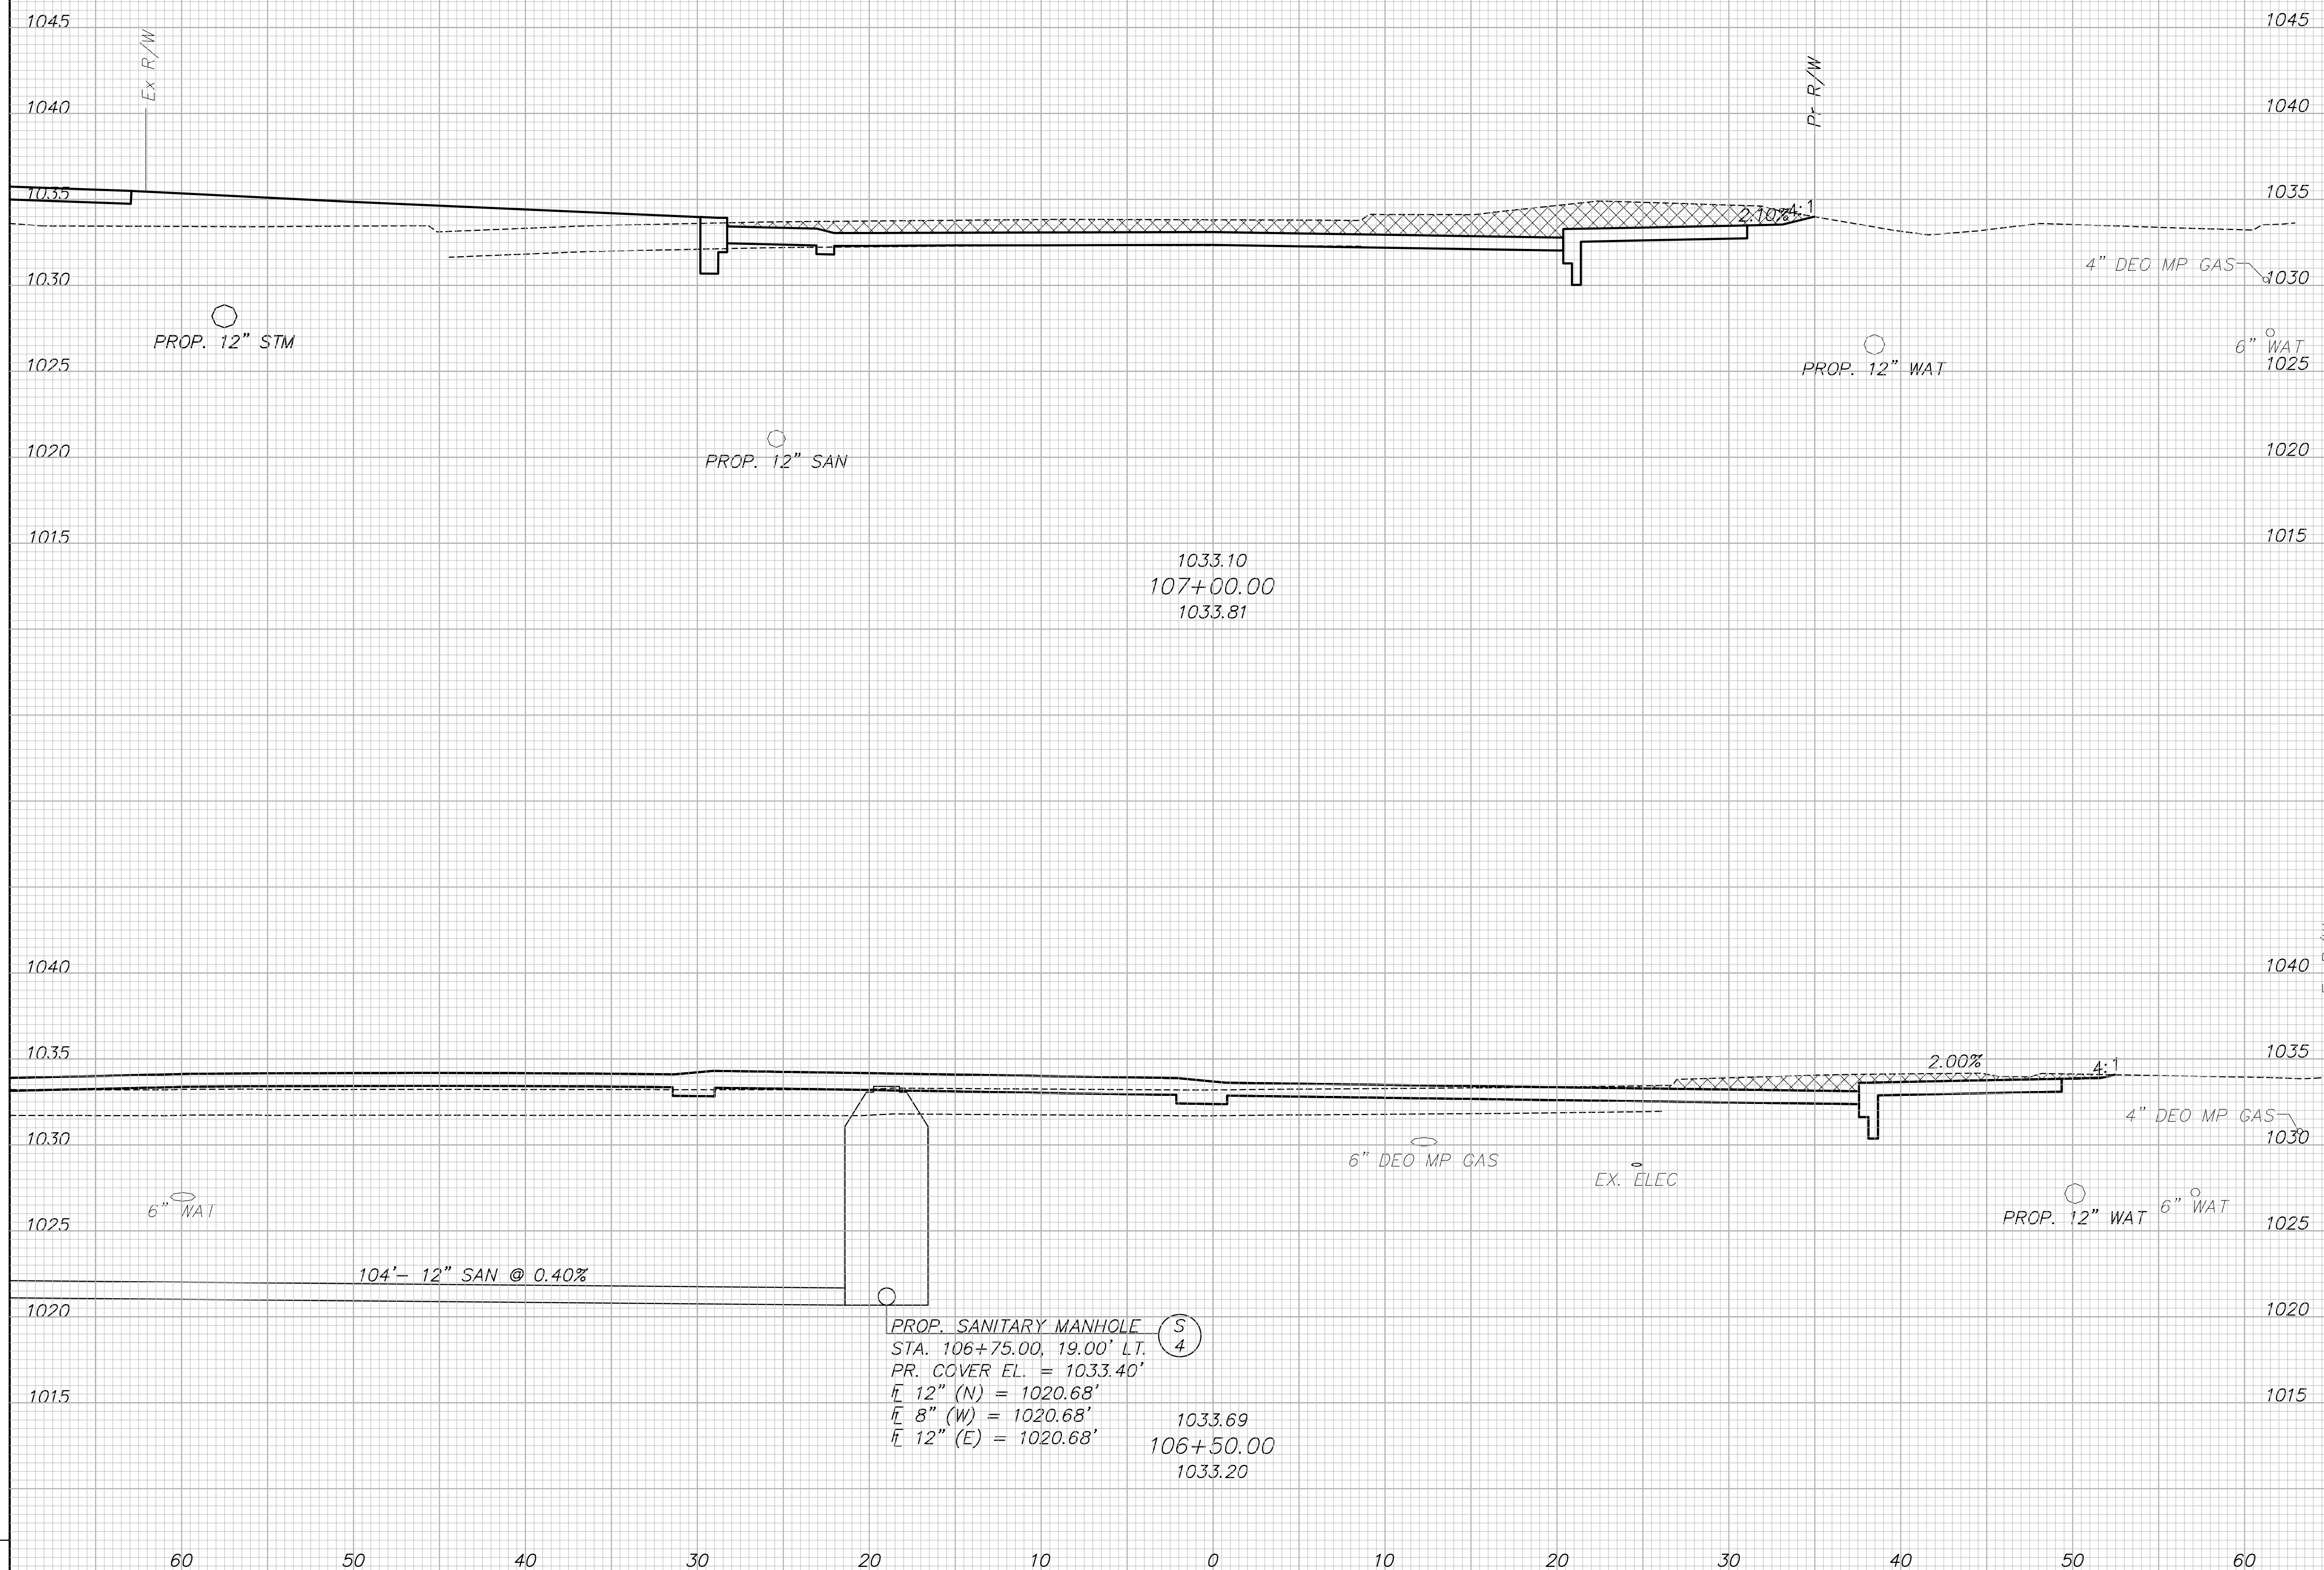 1045
1045
Ex R/W
Pr R/W
1040
1040
1035
1035
2.10%
4:1
4" DEO MP GAS
1030
1030
PROP. 12" STM
6" WAT
1025
PROP. 12" WAT
1025
1020
PROP. 12" SAN
1020
1015
1015
1033.10
107+00.00
1033.81
1040
1040
1035
2.00%
4:1
1035
4" DEO MP GAS
1030
6" DEO MP GAS
1030
EX. ELEC
6" WAT
6" WAT
PROP. 12" WAT
1025
1025
104'- 12" SAN @ 0.40%
1020
1020
PROP. SANITARY MANHOLE
S
4
STA. 106+75.00, 19.00' LT.
PR. COVER EL. = 1033.40'
FL 12" (N) = 1020.68'
FL 8" (W) = 1020.68'
FL 12" (E) = 1020.68'
1015
1015
1033.69
106+50.00
1033.20
60 50 40 30 20 10 0 10 20 30 40 50 60